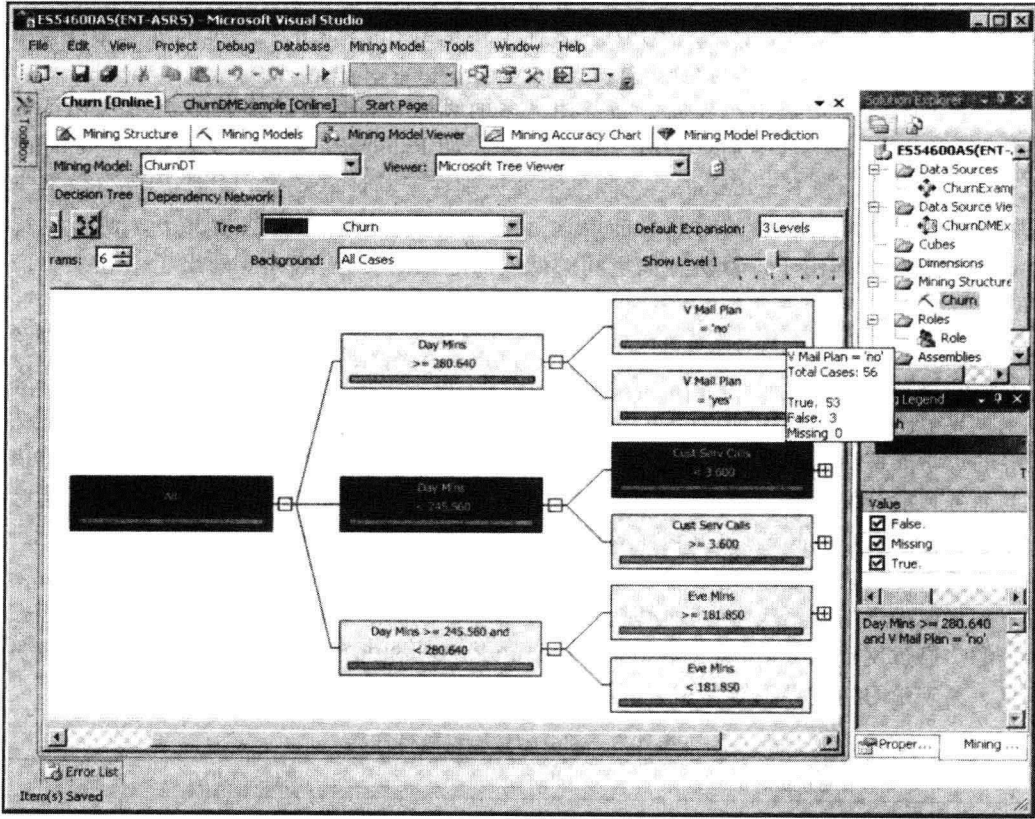 ES54600AS(ENT-ASRS) - Microsoft Visual Studio
File Edit View Project Debug Database Mining Model Tools Window Help
Toolbox
Churn [Online] ChurnDMExample [Online] Start Page
Solution Explorer
Mining Structure Mining Models Mining Model Viewer Mining Accuracy Chart Mining Model Prediction
Mining Model: ChurnDT Viewer: Microsoft Tree Viewer
Decision Tree Dependency Network
Tree: Churn Default Expansion: 3 Levels
rams: 6 Background: All Cases Show Level 1
ES54600AS(ENT-
Data Sources
ChurnExamp
Data Source Vie
ChurnDMEx
Cubes
Dimensions
Mining Structure
Churn
Roles
Role
Assemblies
V Mail Plan
= 'no'
Day Mins
>= 280.640
V Mail Plan
= 'yes'
V Mail Plan = 'no'
Total Cases: 56
True. 53
False. 3
Missing 0
Legend
All
Day Mins
< 245.560
Cust Serv Calls
< 3.600
Cust Serv Calls
>= 3.600
Day Mins >= 245.560 and
< 280.640
Eve Mins
>= 181.850
Eve Mins
< 181.850
Value
False.
Missing
True.
Day Mins >= 280.640
and V Mail Plan = 'no'
Proper... Mining ...
Error List
Item(s) Saved